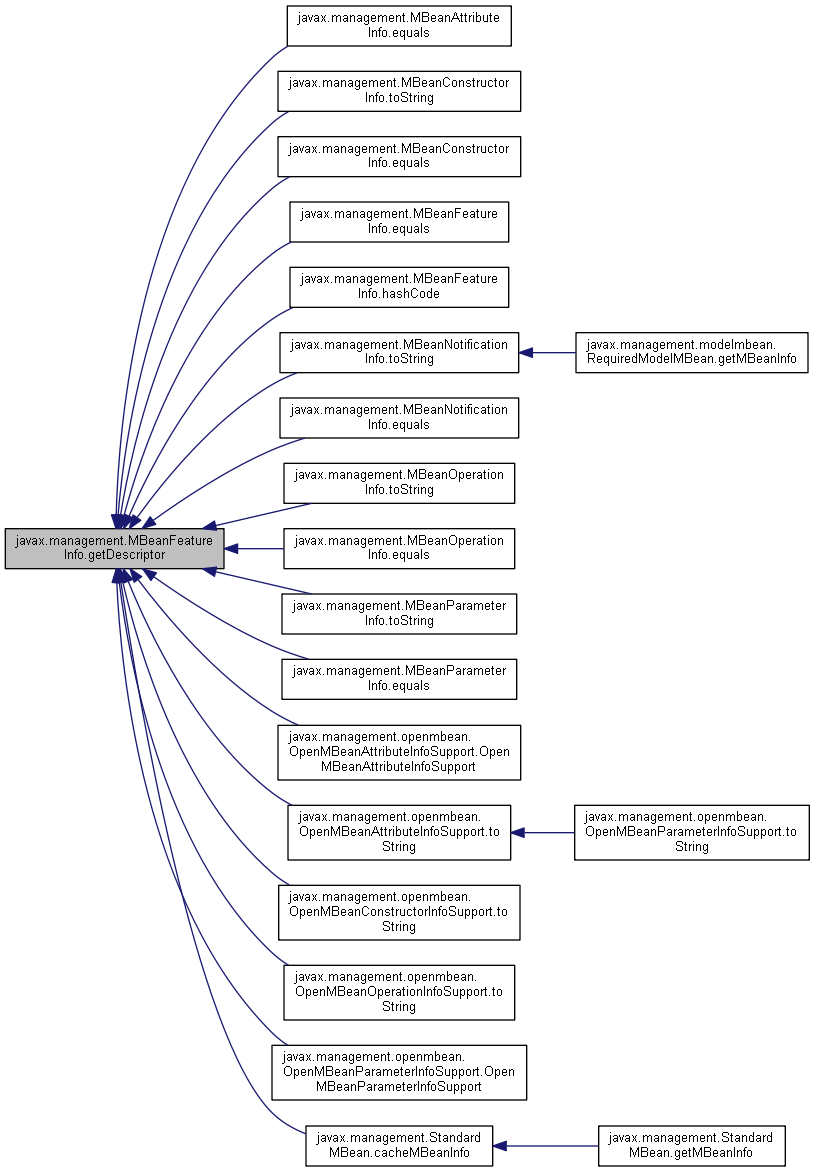 javax.management.MBeanAttribute
Info.equals
javax.management.MBeanConstructor
Info.toString
javax.management.MBeanConstructor
Info.equals
javax.management.MBeanFeature
Info.equals
javax.management.MBeanFeature
Info.hashCode
javax.management.MBeanNotification
Info.toString
javax.management.modelmbean.
RequiredModelMBean.getMBeanInfo
javax.management.MBeanNotification
Info.equals
javax.management.MBeanOperation
Info.toString
javax.management.MBeanFeature
Info.getDescriptor
javax.management.MBeanOperation
Info.equals
javax.management.MBeanParameter
Info.toString
javax.management.MBeanParameter
Info.equals
javax.management.openmbean.
OpenMBeanAttributeInfoSupport.Open
MBeanAttributeInfoSupport
javax.management.openmbean.
OpenMBeanAttributeInfoSupport.to
String
javax.management.openmbean.
OpenMBeanParameterInfoSupport.to
String
javax.management.openmbean.
OpenMBeanConstructorInfoSupport.to
String
javax.management.openmbean.
OpenMBeanOperationInfoSupport.to
String
javax.management.openmbean.
OpenMBeanParameterInfoSupport.Open
MBeanParameterInfoSupport
javax.management.Standard
MBean.cacheMBeanInfo
javax.management.Standard
MBean.getMBeanInfo